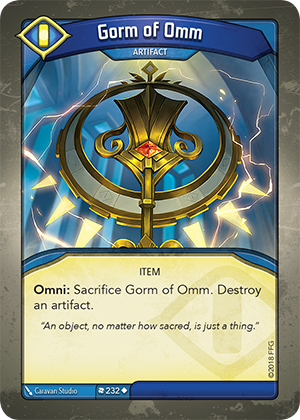 Gorm of Omm
ARTIFACT
ITEM
Omni: Sacrifice Gorm of Omm. Destroy
an artifact.
"An object, no matter how sacred, is just a thing."
©2018 FFG
Caravan Studio
232